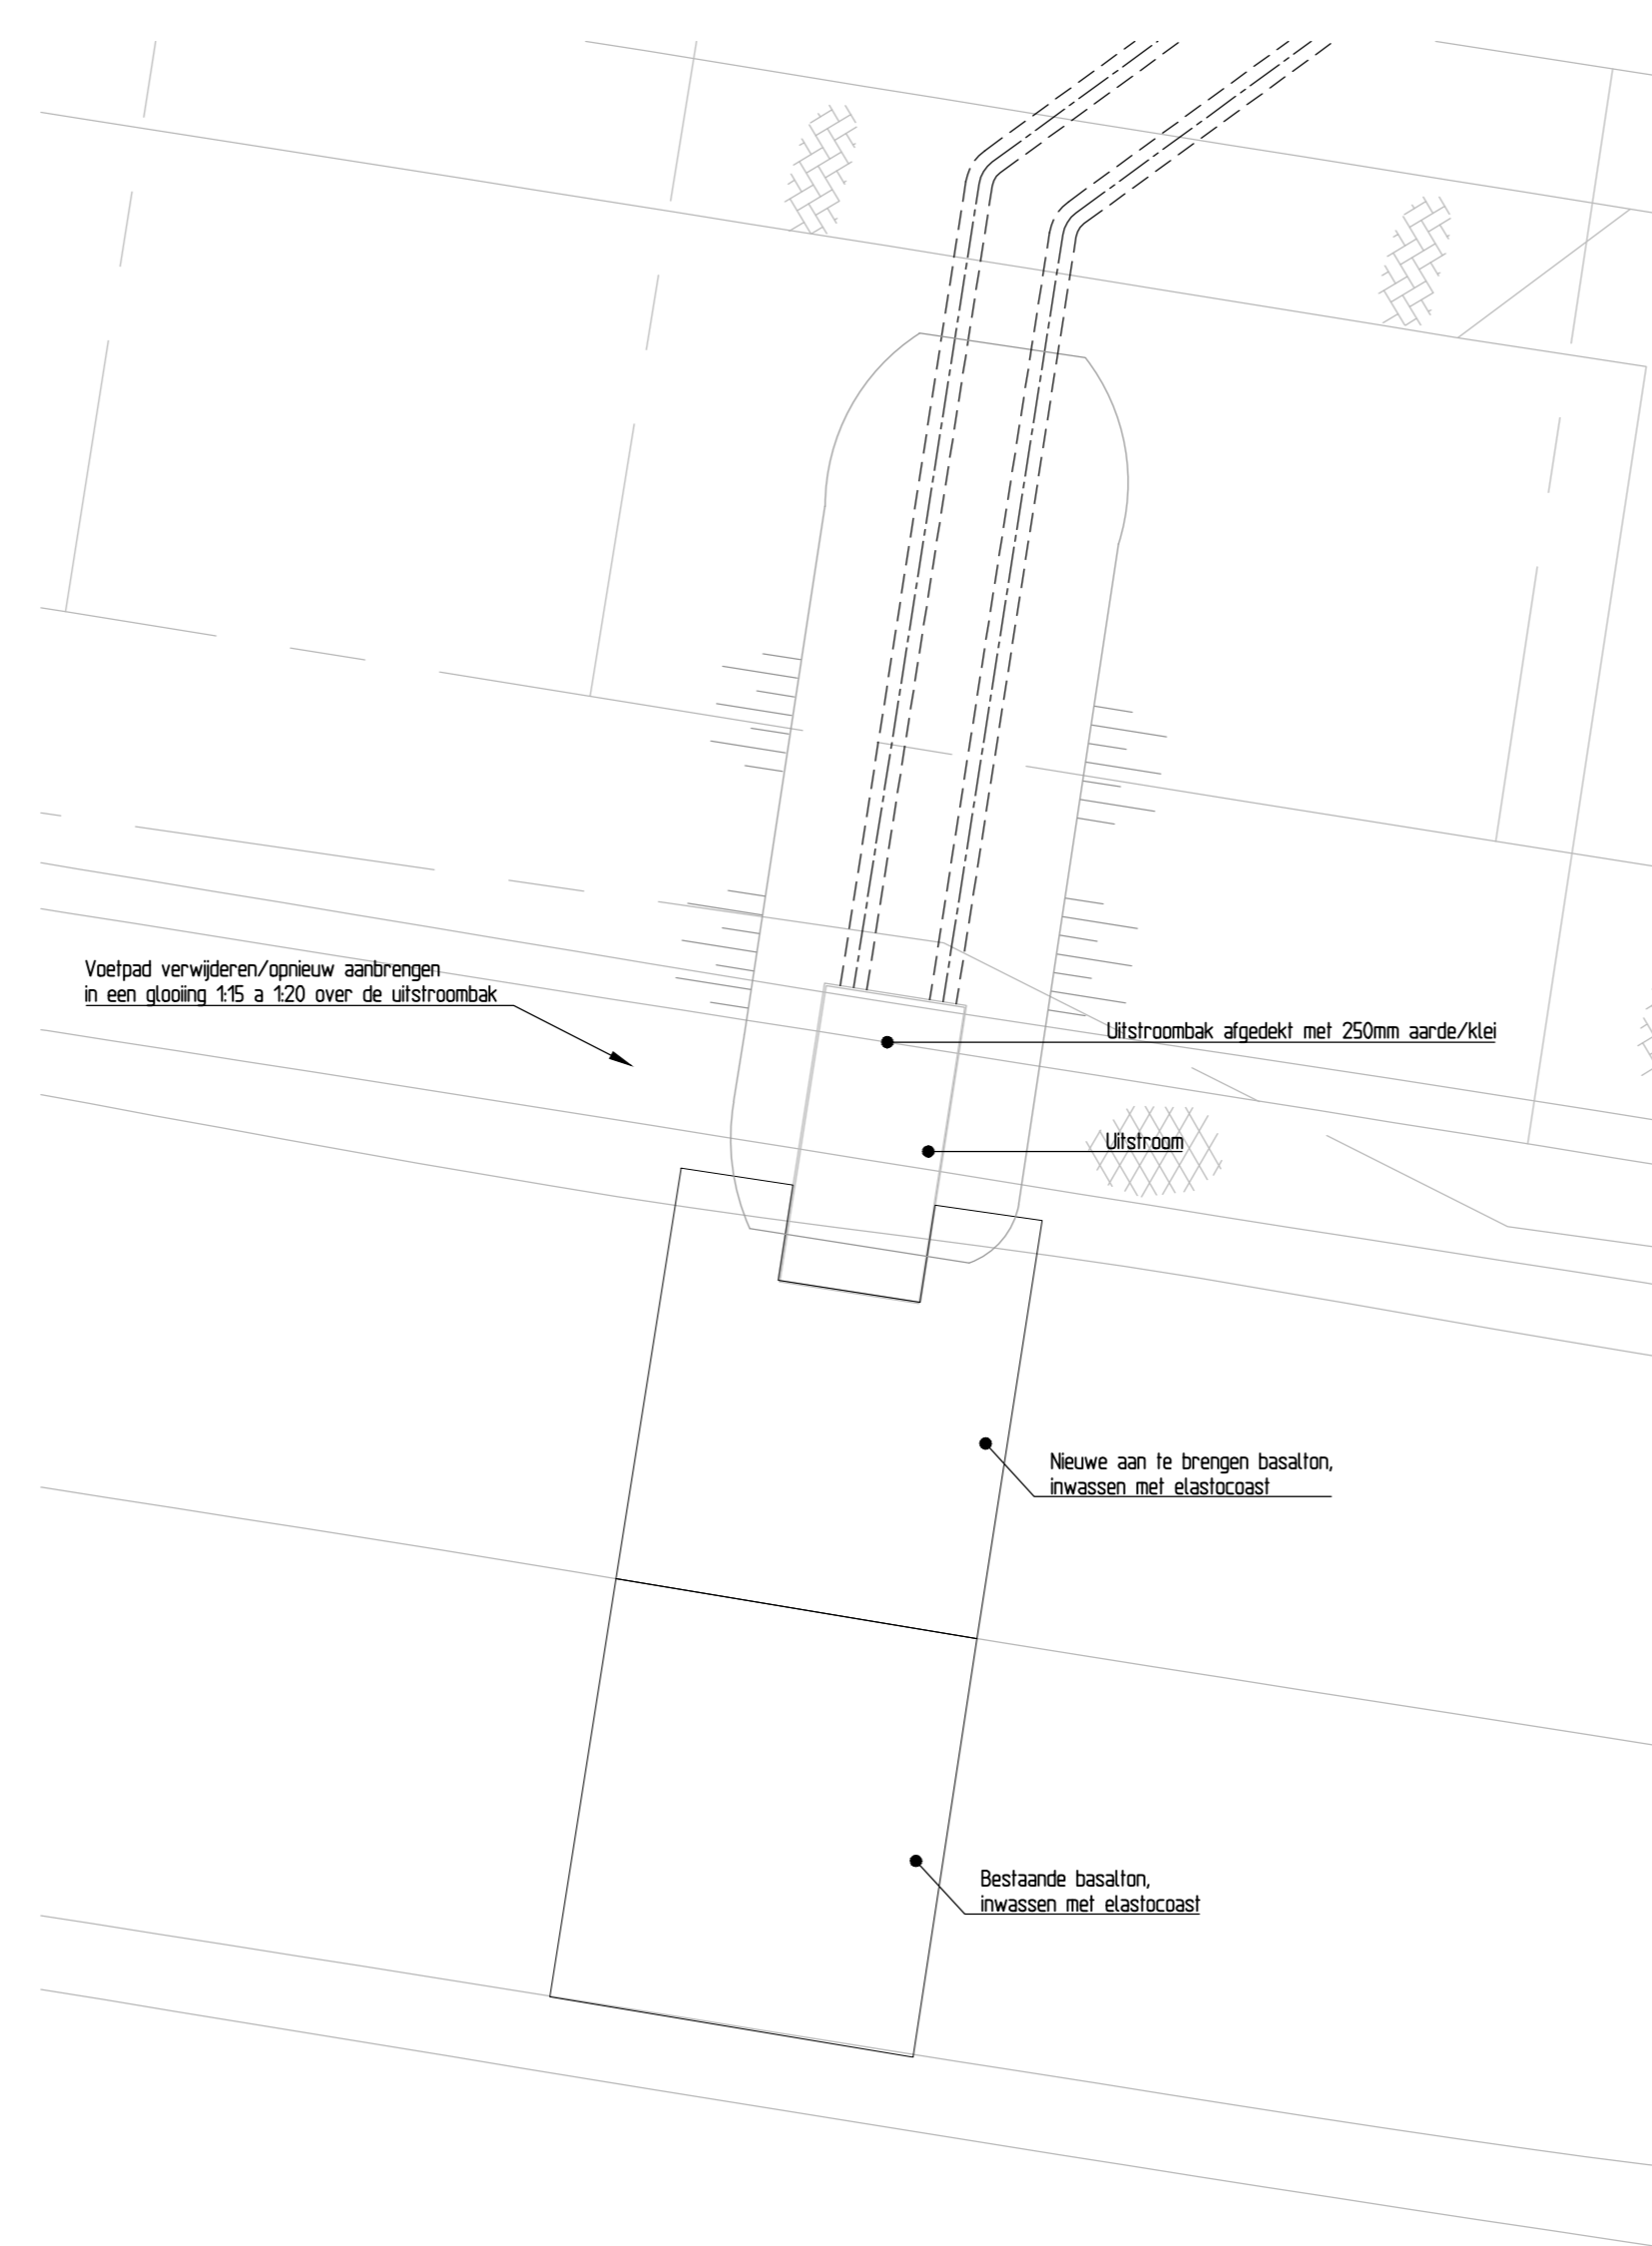 Voetpad verwijderen/opnieuw aanbrengen
in een glooiing 1:15 a 1:20 over de uitstroombak
Uitstroombak afgedekt met 250mm aarde/klei
Uitstroom
Nieuwe aan te brengen basalton,
inwassen met elastocoast
Bestaande basalton,
inwassen met elastocoast